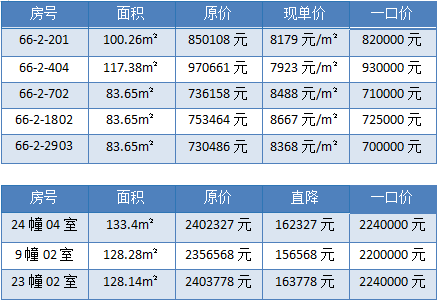 房号 面积 原价 现单价 一口价
66-2-201 100.26m² 850108 元 8179 元/m² 820000 元
66-2-404 117.38m² 970661 元 7923 元/m² 930000 元
66-2-702 83.65m² 736158 元 8488 元/m² 710000 元
66-2-1802 83.65m² 753464 元 8667 元/m² 725000 元
66-2-2903 83.65m² 730486 元 8368 元/m² 700000 元
房号 面积 原价 直降 一口价
24 幢 04 室 133.4m² 2402327 元 162327 元 2240000 元
9 幢 02 室 128.28m² 2356568 元 156568 元 2200000 元
23 幢 02 室 128.14m² 2403778 元 163778 元 2240000 元